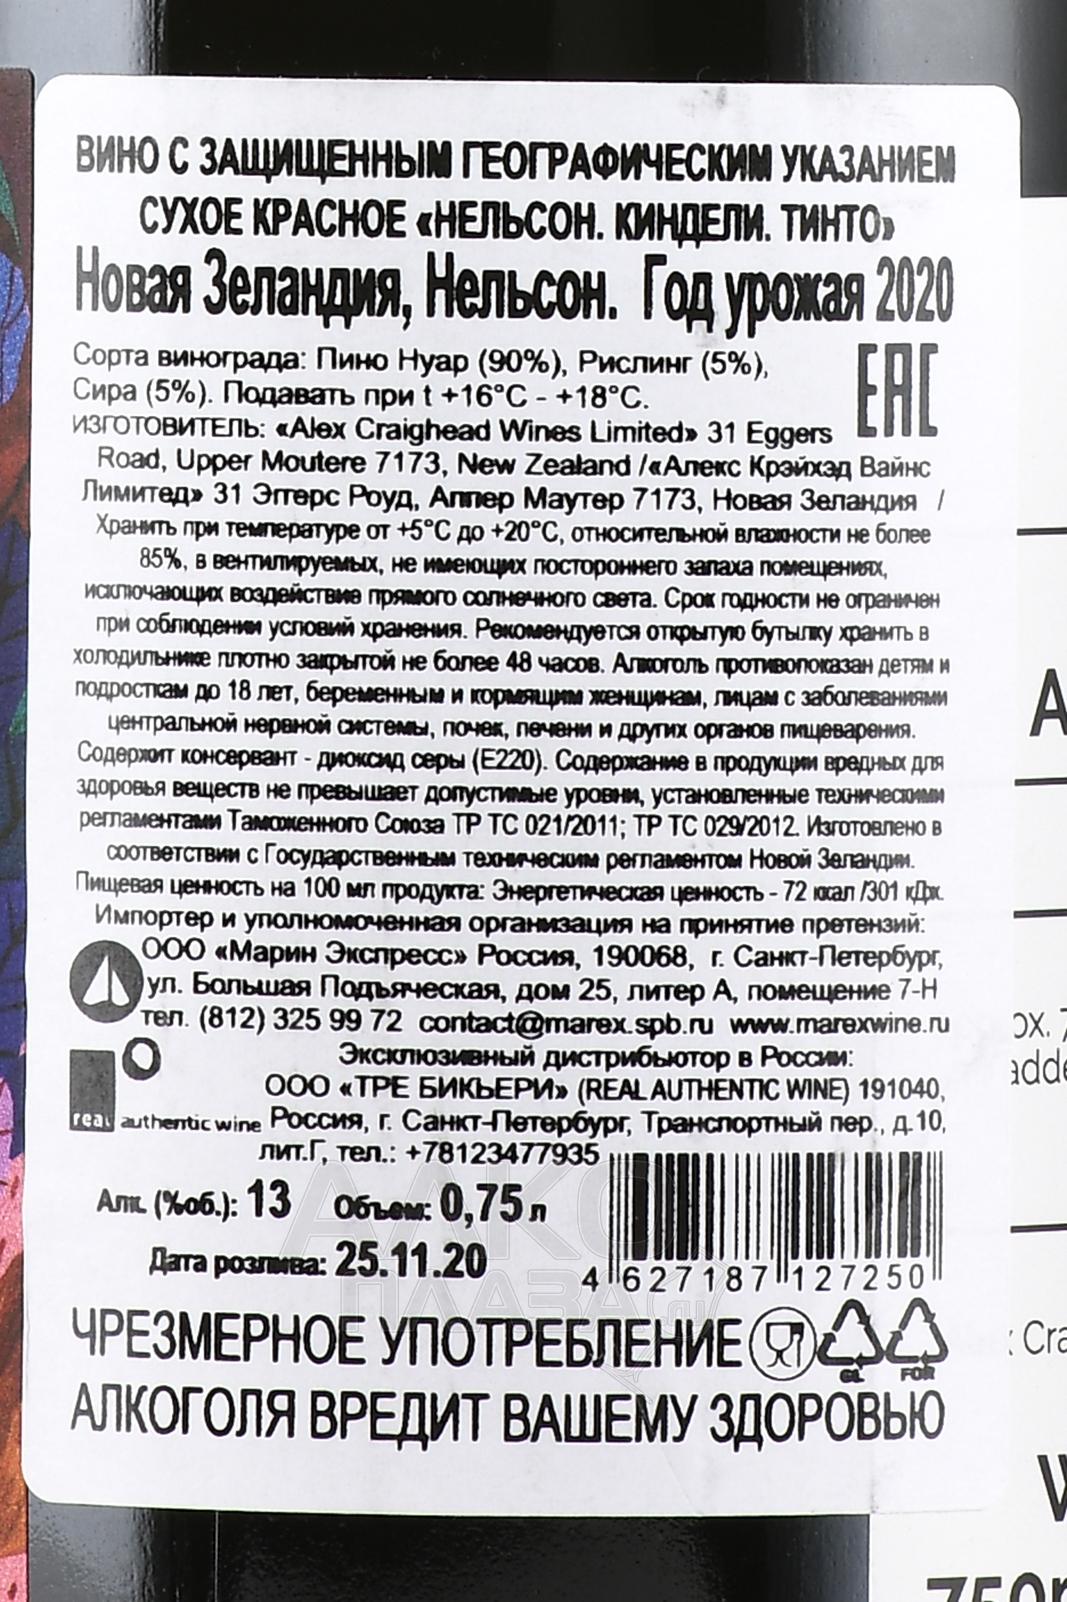 ВИНО С ЗАЩИЩЕННЫМ ГЕОГРАФИЧЕСКИМ УКАЗАНИЕМ
СУХОЕ КРАСНОЕ «НЕЛЬСОН. КИНДЕЛИ. ТИНТО»
Новая Зеландия, Нельсон. Год урожая 2020
Сорта винограда: Пино Нуар (90%), Рислинг (5%),
Сира (5%). Подавать при t +16°C - +18°C.
EAC
ИЗГОТОВИТЕЛЬ: «Alex Craighead Wines Limited» 31 Eggers
Road, Upper Moutere 7173, New Zealand /«Алекс Крэйхэд Вайнс
Лимитед» 31 Эггерс Роуд, Аппер Маутер 7173, Новая Зеландия /
Хранить при температуре от +5°C до +20°C, относительной влажности не более
85%, в вентилируемых, не имеющих постороннего запаха помещениях,
исключающих воздействие прямого солнечного света. Срок годности не ограничен
при соблюдении условий хранения. Рекомендуется открытую бутылку хранить в
холодильнике плотно закрытой не более 48 часов. Алкоголь противопоказан детям и
подросткам до 18 лет, беременным и кормящим женщинам, лицам с заболеваниями
центральной нервной системы, почек, печени и других органов пищеварения.
Содержит консервант - диоксид серы (E220). Содержание в продукции вредных для
здоровья веществ не превышает допустимые уровни, установленные техническими
регламентами Таможенного Союза ТР ТС 021/2011; ТР ТС 029/2012. Изготовлено в
соответствии с Государственным техническим регламентом Новой Зеландии.
Пищевая ценность на 100 мл продукта: Энергетическая ценность - 72 ккал /301 кДж.
Импортер и уполномоченная организация на принятие претензий:
ООО «Марин Экспресс» Россия, 190068, г. Санкт-Петербург,
ул. Большая Подъяческая, дом 25, литер А, помещение 7-Н
тел. (812) 325 99 72 contact@marex.spb.ru www.marexwine.ru
Эксклюзивный дистрибьютор в России:
ООО «ТРЕ БИКЬЕРИ» (REAL AUTHENTIC WINE) 191040,
real authentic wine Россия, г. Санкт-Петербург, Транспортный пер., д.10,
лит.Г, тел.: +78123477935
Алк. (%об.): 13 Объем: 0,75 л
Дата розлива: 25.11.20
4 627187 127250
ЧРЕЗМЕРНОЕ УПОТРЕБЛЕНИЕ
GL FOR
АЛКОГОЛЯ ВРЕДИТ ВАШЕМУ ЗДОРОВЬЮ
АЛКО
ПЛАЗА.ru